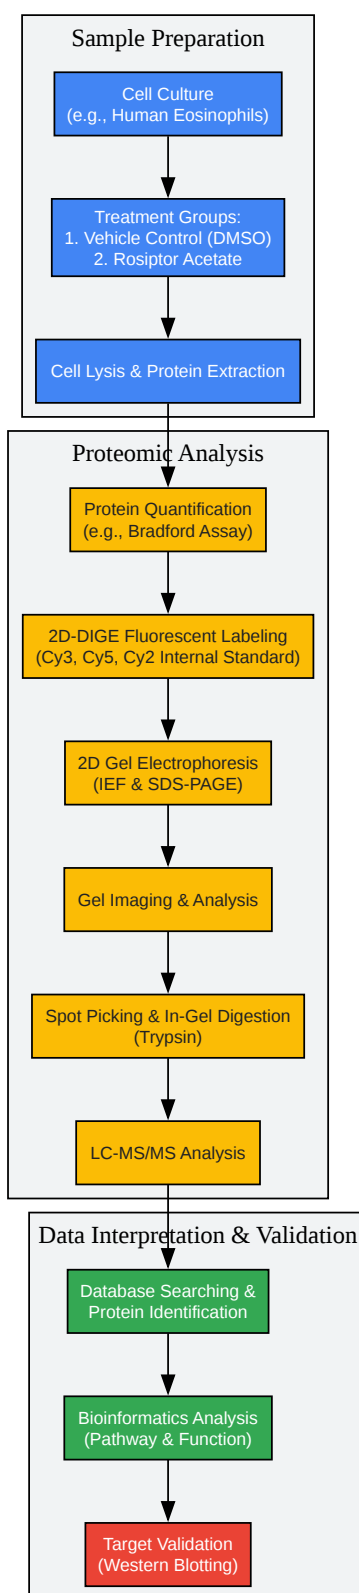 Sample Preparation
Cell Culture
(e.g., Human Eosinophils)
Treatment Groups:
1. Vehicle Control (DMSO)
2. Rosiptor Acetate
Cell Lysis & Protein Extraction
Proteomic Analysis
Protein Quantification
(e.g., Bradford Assay)
2D-DIGE Fluorescent Labeling
(Cy3, Cy5, Cy2 Internal Standard)
2D Gel Electrophoresis
(IEF & SDS-PAGE)
Gel Imaging & Analysis
Spot Picking & In-Gel Digestion
(Trypsin)
LC-MS/MS Analysis
Data Interpretation & Validation
Database Searching &
Protein Identification
Bioinformatics Analysis
(Pathway & Function)
Target Validation
(Western Blotting)